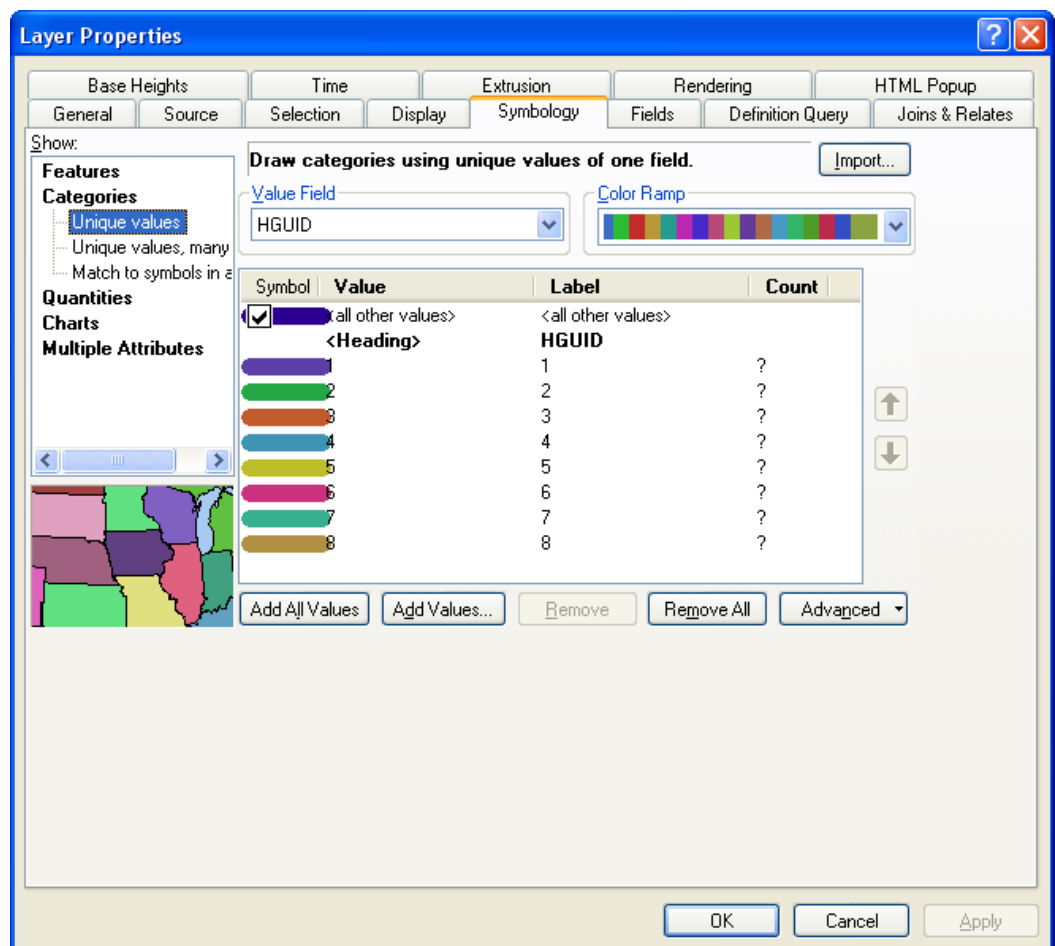 Layer Properties
Base Heights Time Extrusion Rendering HTML Popup
General Source Selection Display Symbology Fields Definition Query Joins & Relates
Show:
Features
Categories
Unique values
Unique values, many
Match to symbols in a
Quantities
Charts
Multiple Attributes
Draw categories using unique values of one field.
Import...
Value Field
HGUID
Color Ramp
Symbol Value Label Count
<all other values> <all other values>
<Heading> HGUID
1 1 ?
2 2 ?
3 3 ?
4 4 ?
5 5 ?
6 6 ?
7 7 ?
8 8 ?
Add All Values Add Values... Remove Remove All Advanced
OK Cancel Apply